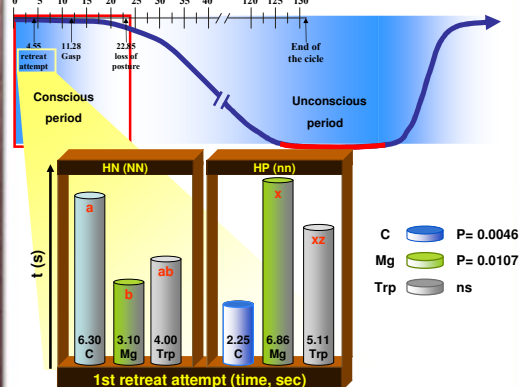 0 5 10 15 20 25 30 35 40 120 125 130
4.55
retreat
attempt
11.28
Gasp
22.85
loss of
posture
End of
the cicle
Conscious
period
Unconscious
period
HN (NN)
HP (nn)
t (s)
a
b
ab
x
xz
6.30
C
3.10
Mg
4.00
Trp
2.25
C
6.86
Mg
5.11
Trp
C P= 0.0046
Mg P= 0.0107
Trp ns
1st retreat attempt (time, sec)